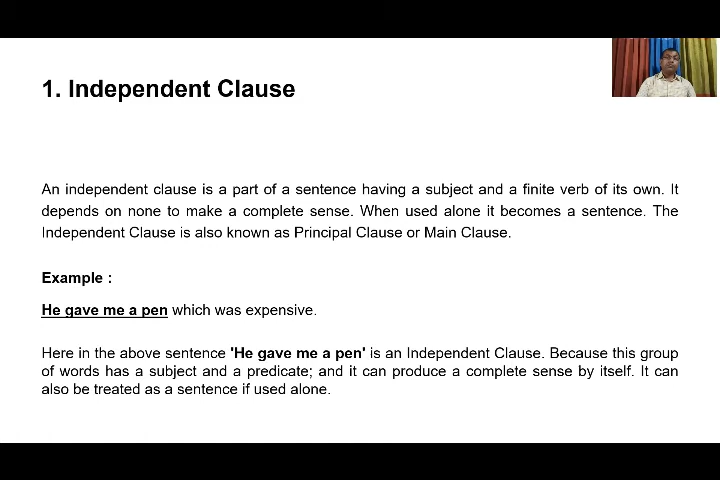 1. Independent Clause
An independent clause is a part of a sentence having a subject and a finite verb of its own. It
depends on none to make a complete sense. When used alone it becomes a sentence. The
Independent Clause is also known as Principal Clause or Main Clause.
Example :
He gave me a pen which was expensive.
Here in the above sentence 'He gave me a pen' is an Independent Clause. Because this group
of words has a subject and a predicate; and it can produce a complete sense by itself. It can
also be treated as a sentence if used alone.